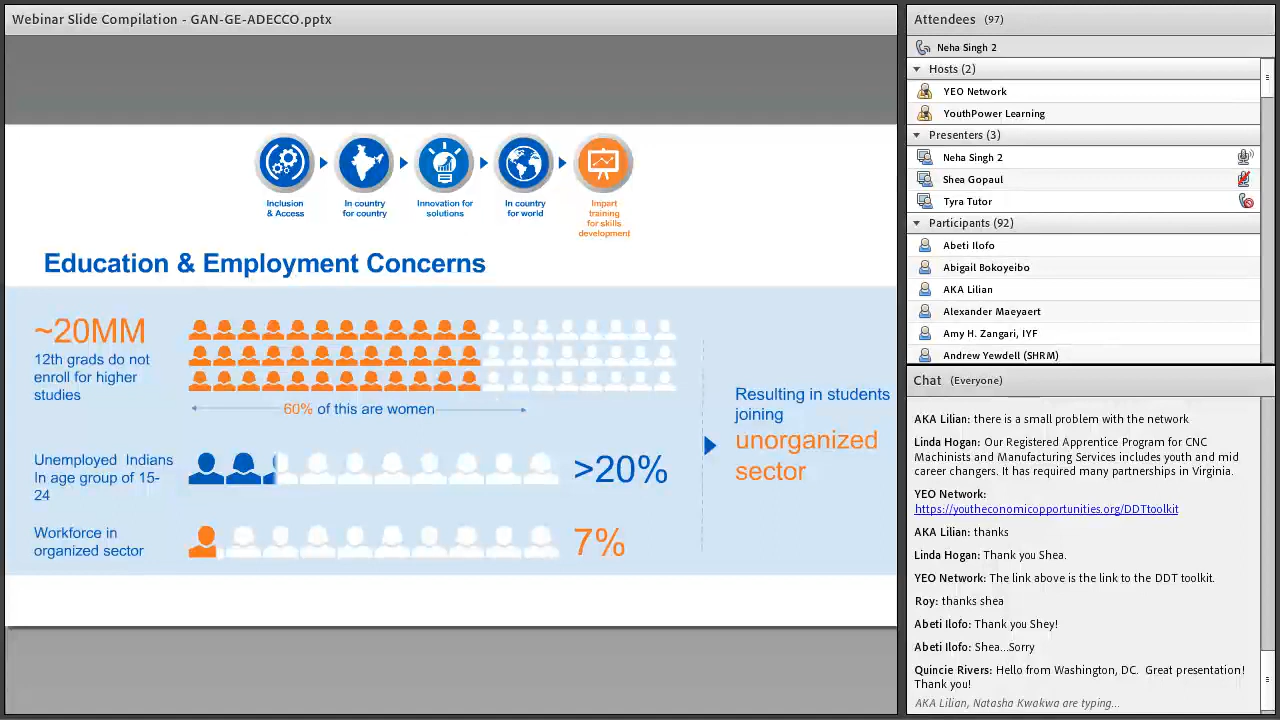 Webinar Slide Compilation - GAN-GE-ADECCO.pptx
Inclusion
& Access
In country
for country
Innovation for
solutions
In country
for world
Impart
training
for skills
development
Education & Employment Concerns
~20MM
12th grads do not
enroll for higher
studies
60% of this are women
Unemployed Indians
In age group of 15-
24
>20%
Workforce in
organized sector
7%
Resulting in students
joining
unorganized
sector
Attendees (97)
Neha Singh 2
Hosts (2)
YEO Network
YouthPower Learning
Presenters (3)
Neha Singh 2
Shea Gopaul
Tyra Tutor
Participants (92)
Abeti Ilofo
Abigail Bokoyeibo
AKA Lilian
Alexander Maeyaert
Amy H. Zangari, IYF
Andrew Yewdell (SHRM)
Chat (Everyone)
AKA Lilian: there is a small problem with the network
Linda Hogan: Our Registered Apprentice Program for CNC
Machinists and Manufacturing Services includes youth and mid
career changers. It has required many partnerships in Virginia.
YEO Network:
https://youtheconomicopportunities.org/DDTtoolkit
AKA Lilian: thanks
Linda Hogan: Thank you Shea.
YEO Network: The link above is the link to the DDT toolkit.
Roy: thanks shea
Abeti Ilofo: Thank you Shey!
Abeti Ilofo: Shea...Sorry
Quincie Rivers: Hello from Washington, DC. Great presentation!
Thank you!
AKA Lilian, Natasha Kwakwa are typing...